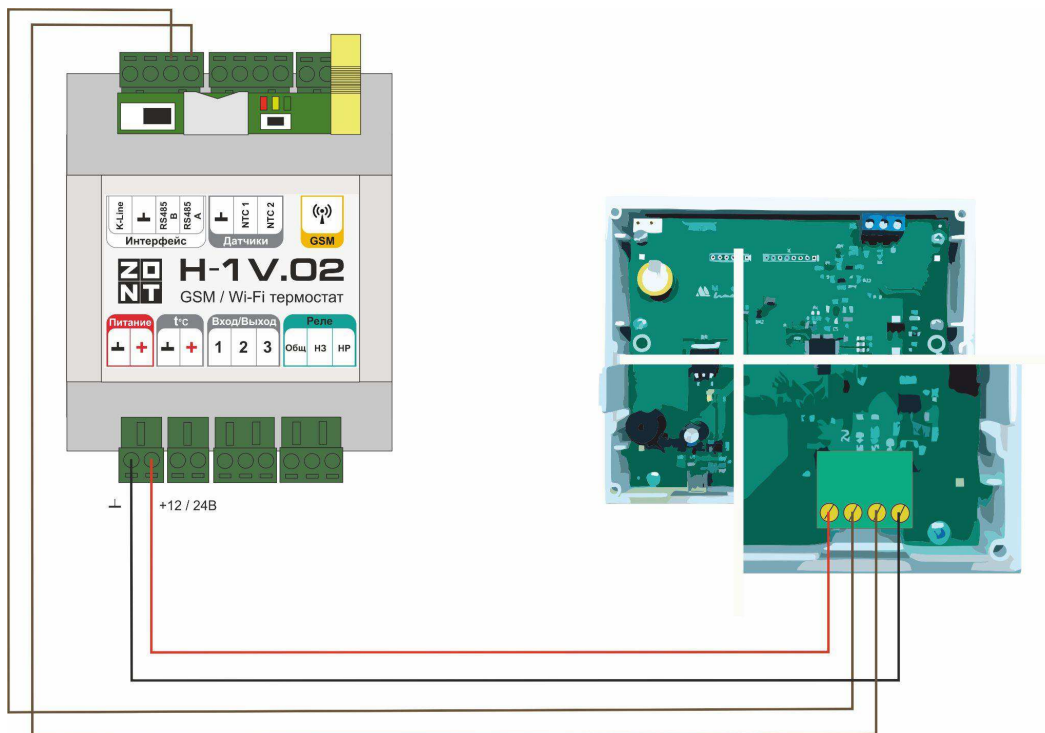 K-Line
RS485 B
RS485 A
NTC 1
NTC 2
Интерфейс
Датчики
GSM
ZONT
H-1V.02
GSM / Wi-Fi термостат
Питание
t°C
Вход/Выход
Реле
+
+
1
2
3
Общ
НЗ
НР
+12 / 24В